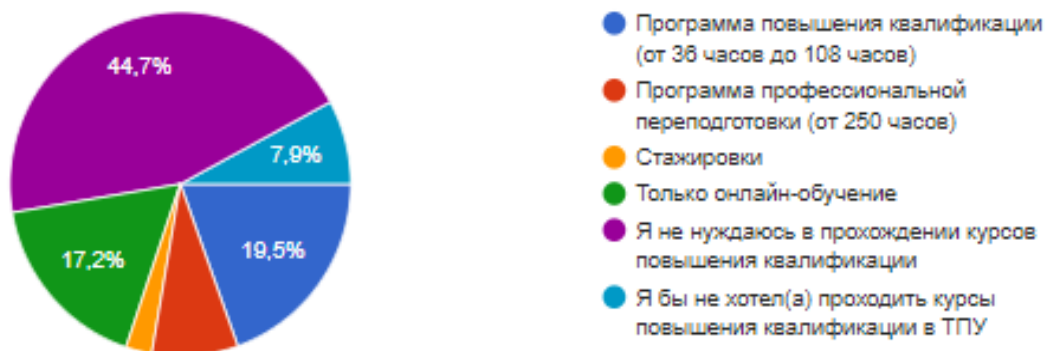 44,7%
7,9%
17,2%
19,5%
Программа повышения квалификации
(от 36 часов до 108 часов)
Программа профессиональной
переподготовки (от 250 часов)
Стажировки
Только онлайн-обучение
Я не нуждаюсь в прохождении курсов
повышения квалификации
Я бы не хотел(а) проходить курсы
повышения квалификации в ТПУ